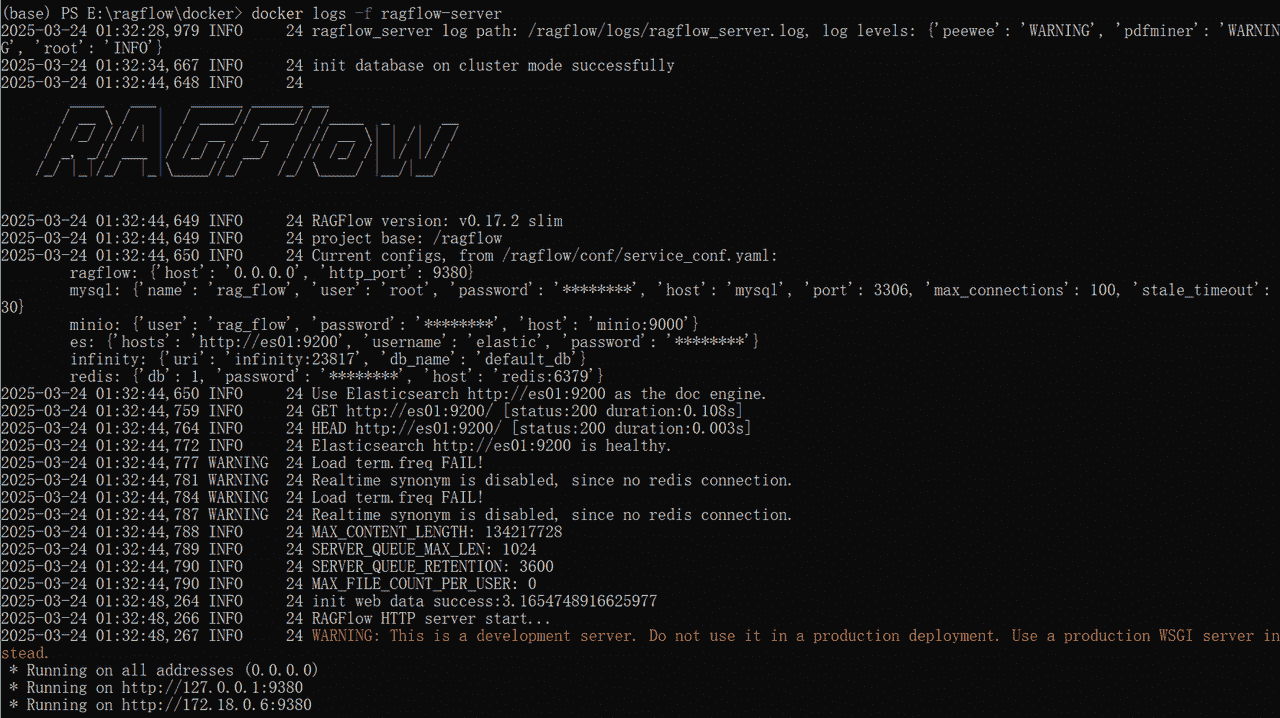 (base) PS E:\ragflow\docker> docker logs -f ragflow-server
2025-03-24 01:32:28,979 INFO     24 ragflow_server log path: /ragflow/logs/ragflow_server.log, log levels: {'peewee': 'WARNING', 'pdfminer': 'WARNIN
G', 'root': 'INFO'}
2025-03-24 01:32:34,667 INFO     24 init database on cluster mode successfully
2025-03-24 01:32:44,648 INFO     24
RAGFlow
2025-03-24 01:32:44,649 INFO     24 RAGFlow version: v0.17.2 slim
2025-03-24 01:32:44,649 INFO     24 project base: /ragflow
2025-03-24 01:32:44,650 INFO     24 Current configs, from /ragflow/conf/service_conf.yaml:
        ragflow: {'host': '0.0.0.0', 'http_port': 9380}
        mysql: {'name': 'rag_flow', 'user': 'root', 'password': '********', 'host': 'mysql', 'port': 3306, 'max_connections': 100, 'stale_timeout':
30}
        minio: {'user': 'rag_flow', 'password': '********', 'host': 'minio:9000'}
        es: {'hosts': 'http://es01:9200', 'username': 'elastic', 'password': '********'}
        infinity: {'uri': 'infinity:23817', 'db_name': 'default_db'}
        redis: {'db': 1, 'password': '********', 'host': 'redis:6379'}
2025-03-24 01:32:44,650 INFO     24 Use Elasticsearch http://es01:9200 as the doc engine.
2025-03-24 01:32:44,759 INFO     24 GET http://es01:9200/ [status:200 duration:0.108s]
2025-03-24 01:32:44,764 INFO     24 HEAD http://es01:9200/ [status:200 duration:0.003s]
2025-03-24 01:32:44,772 INFO     24 Elasticsearch http://es01:9200 is healthy.
2025-03-24 01:32:44,777 WARNING  24 Load term.freq FAIL!
2025-03-24 01:32:44,781 WARNING  24 Realtime synonym is disabled, since no redis connection.
2025-03-24 01:32:44,784 WARNING  24 Load term.freq FAIL!
2025-03-24 01:32:44,787 WARNING  24 Realtime synonym is disabled, since no redis connection.
2025-03-24 01:32:44,788 INFO     24 MAX_CONTENT_LENGTH: 134217728
2025-03-24 01:32:44,789 INFO     24 SERVER_QUEUE_MAX_LEN: 1024
2025-03-24 01:32:44,790 INFO     24 SERVER_QUEUE_RETENTION: 3600
2025-03-24 01:32:44,790 INFO     24 MAX_FILE_COUNT_PER_USER: 0
2025-03-24 01:32:48,264 INFO     24 init web data success:3.1654748916625977
2025-03-24 01:32:48,266 INFO     24 RAGFlow HTTP server start...
2025-03-24 01:32:48,267 INFO     24 WARNING: This is a development server. Do not use it in a production deployment. Use a production WSGI server in
stead.
 * Running on all addresses (0.0.0.0)
 * Running on http://127.0.0.1:9380
 * Running on http://172.18.0.6:9380